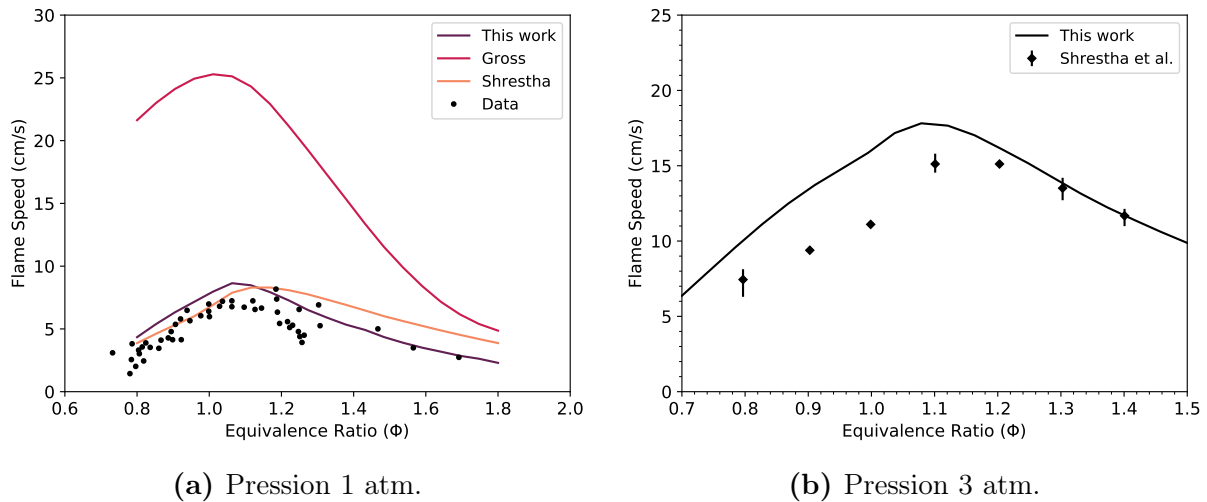 30
25
20
15
10
5
0
Flame Speed (cm/s)
This work
Gross
Shrestha
Data
0.6 0.8 1.0 1.2 1.4 1.6 1.8 2.0
Equivalence Ratio (Φ)
(a) Pression 1 atm.
25
20
15
10
5
0
Flame Speed (cm/s)
This work
Shrestha et al.
0.7 0.8 0.9 1.0 1.1 1.2 1.3 1.4 1.5
Equivalence Ratio (Φ)
(b) Pression 3 atm.